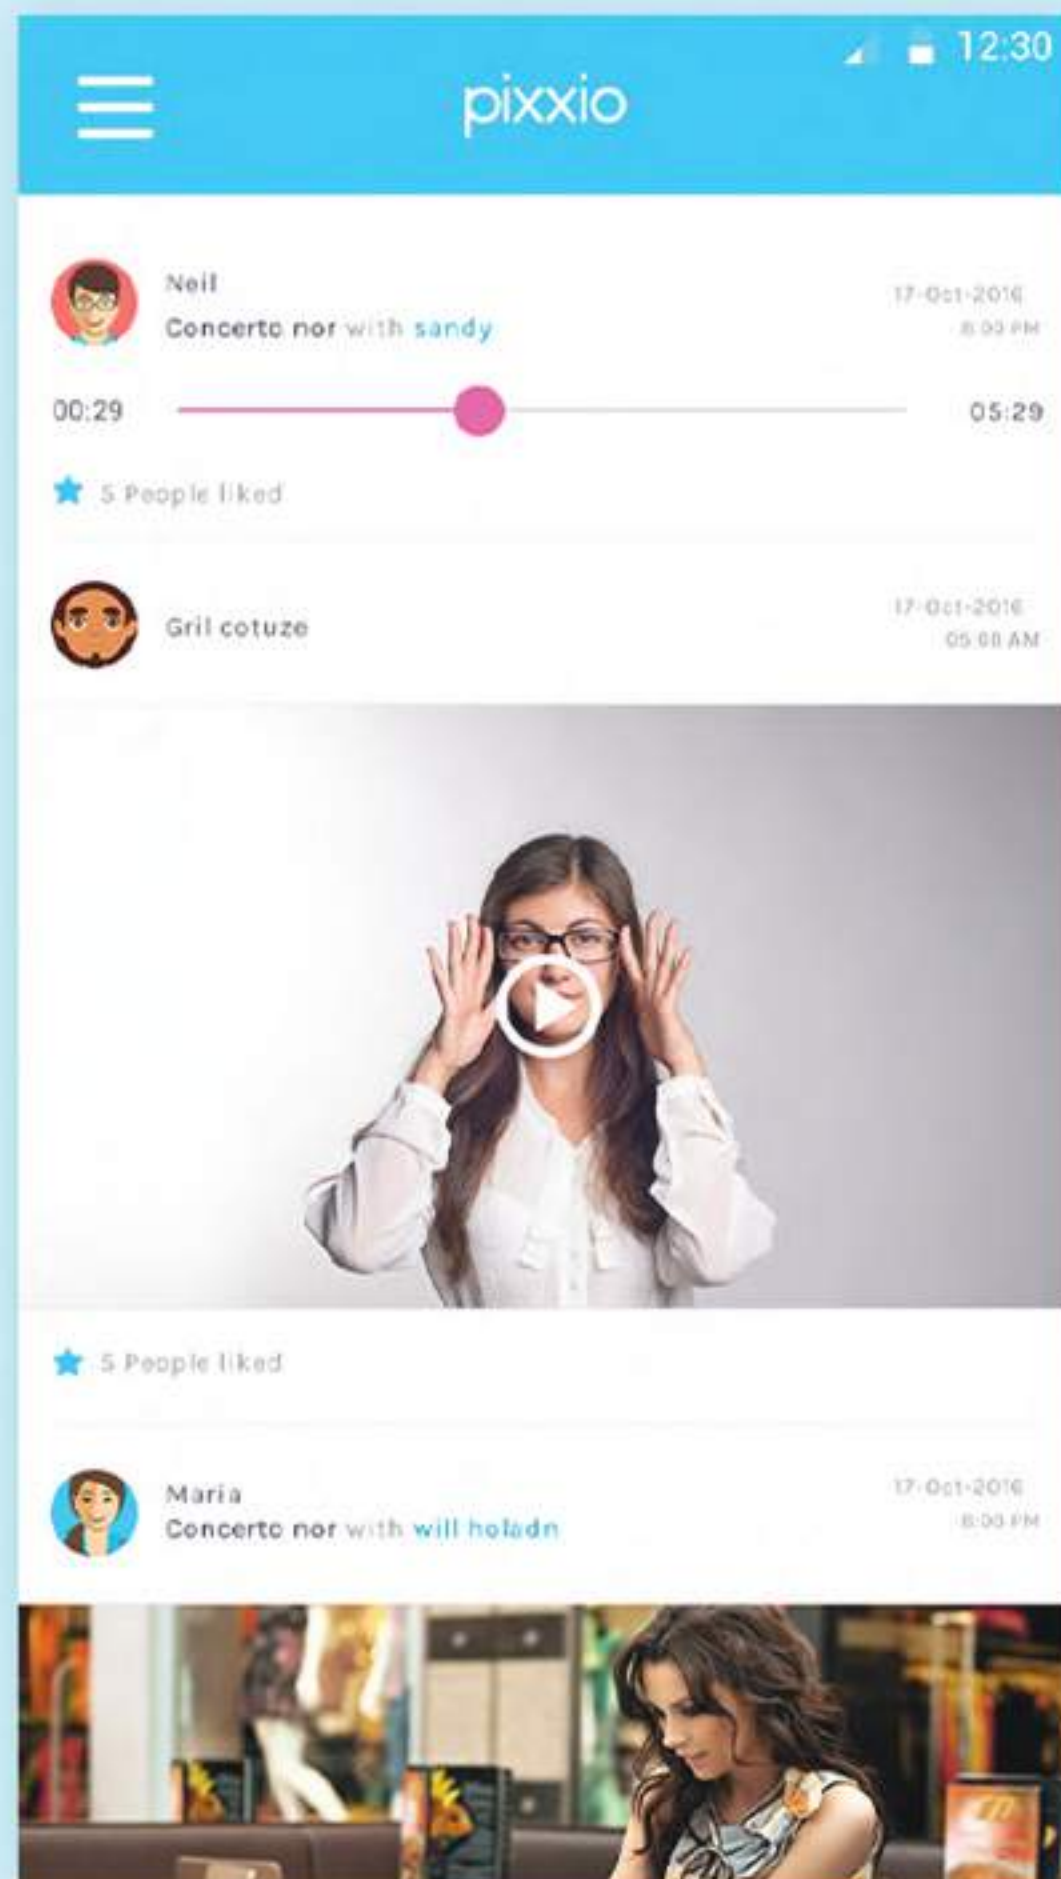 12:30
pixxio
Neil
17-Oct-2016
Concerto nor with sandy
8:00 PM
00:29
05:29
5 People liked
17-Oct-2016
Gril cotuze
AM
5 People liked
Maria
17-Oct-2016
Concerto nor with will holadn
8:00 PM